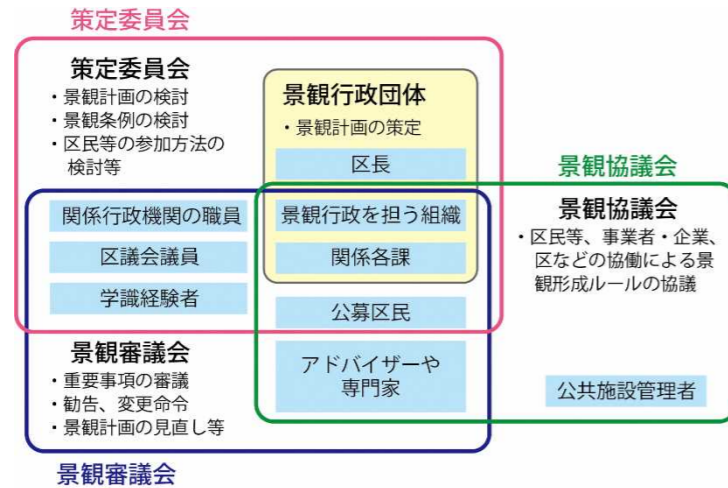 策定委員会
策定委員会
・景観計画の検討
・景観条例の検討
・区民等の参加方法の
検討等
景観行政団体
・景観計画の策定
区長
景観行政を担う組織
関係各課
関係行政機関の職員
区議会議員
学識経験者
公募区民
アドバイザーや
専門家
景観協議会
景観協議会
・区民等、事業者・企業、
区などの協働による景
観形成ルールの協議
公共施設管理者
景観審議会
・重要事項の審議
・勧告、変更命令
・景観計画の見直し等
景観審議会